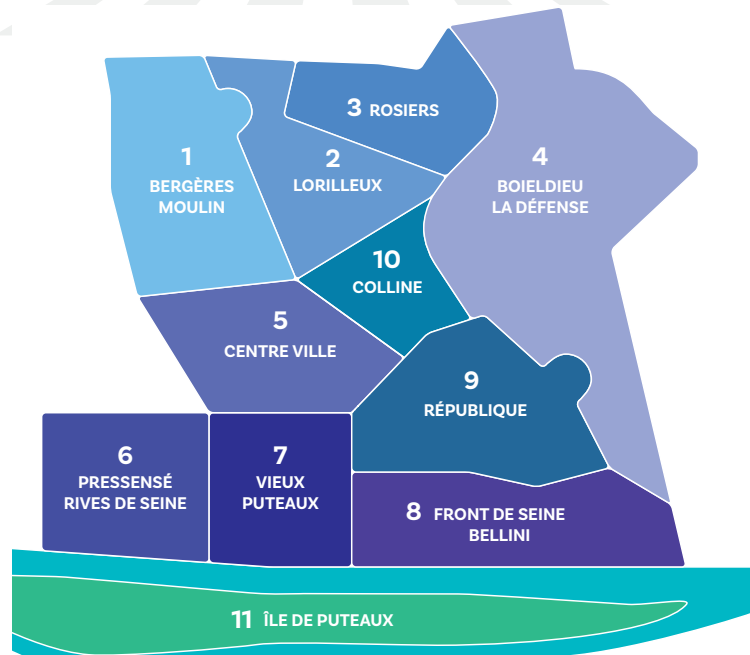 1
BERGÈRES
MOULIN
2
LORILLEUX
3 ROSIERS
4
BOIELDIEU
LA DÉFENSE
10
COLLINE
5
CENTRE VILLE
9
RÉPUBLIQUE
6
PRESSENSÉ
RIVES DE SEINE
7
VIEUX
PUTEAUX
8 FRONT DE SEINE
BELLINI
11 ÎLE DE PUTEAUX